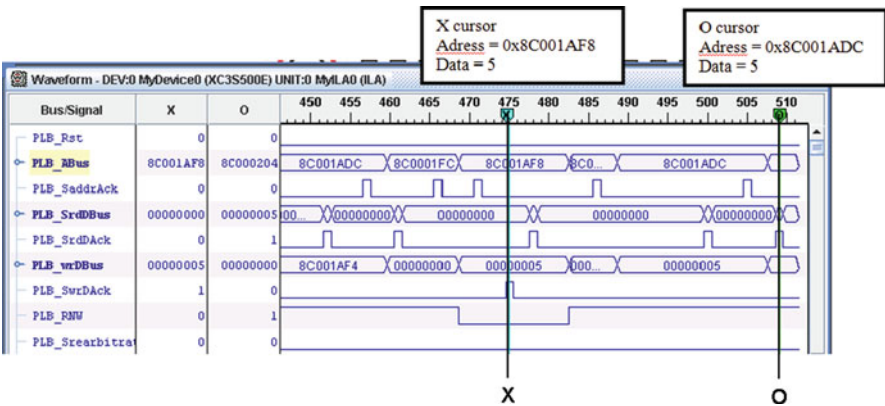 X cursor
Adress = 0x8C001AF8
Data = 5
O cursor
Adress = 0x8C001ADC
Data = 5
Waveform - DEV:0 MyDevice0 (XC3S500E) UNIT:0 MyILA0 (ILA)
Bus/Signal X O 450 455 460 465 470 475 480 485 490 495 500 505 510
X O
PLB_Rst 0 0
PLB_ABus 8C001AF8 8C000204 8C001ADC 8C0001FC 8C001AF8 8C0... 8C001ADC
PLB_SaddrAck 0 0
PLB_SrdDBus 00000000 00000005 00... 00000000 00000000 00000000 00000000
PLB_SrdDAck 0 1
PLB_wrDBus 00000005 00000000 8C001AF4 00000000 00000005 000... 00000005
PLB_SwrDAck 1 0
PLB_RNW 0 1
PLB_Srearbitrat 0 0
X O